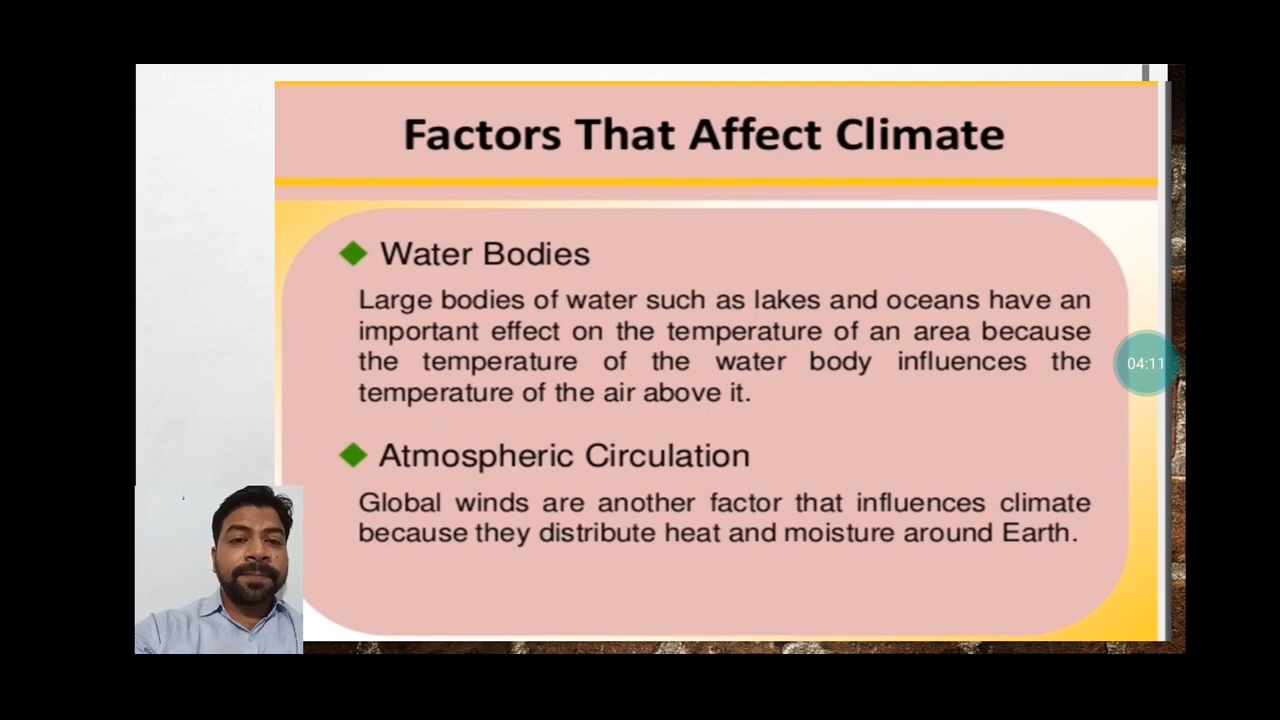 Factors That Affect Climate
Water Bodies
Large bodies of water such as lakes and oceans have an
important effect on the temperature of an area because
the temperature of the water body influences the
temperature of the air above it.
04:11
Atmospheric Circulation
Global winds are another factor that influences climate
because they distribute heat and moisture around Earth.